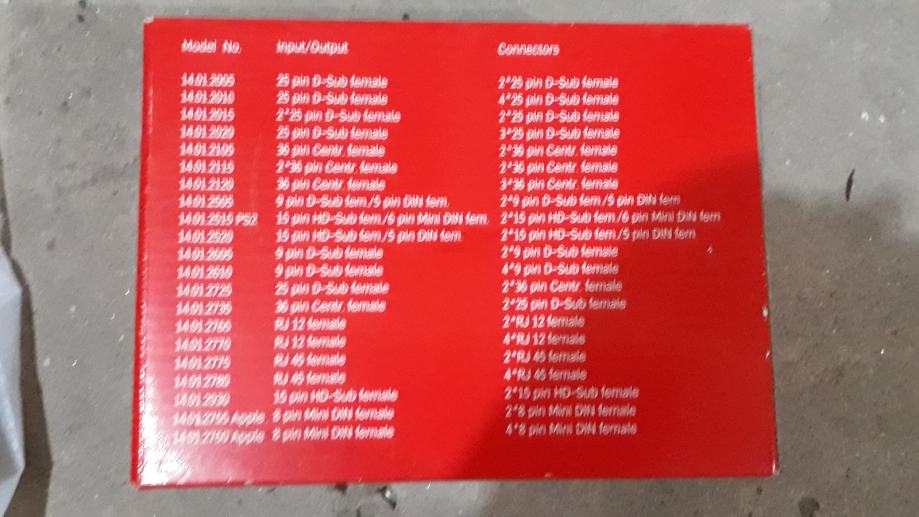 Model No. Input/Output Connectors
14.01.2005 25 pin D-Sub female 2*25 pin D-Sub female
14.01.2010 25 pin D-Sub female 4*25 pin D-Sub female
14.01.2015 2*25 pin D-Sub female 2*25 pin D-Sub female
14.01.2020 25 pin D-Sub female 3*25 pin D-Sub female
14.01.2105 36 pin Centr. female 2*36 pin Centr. female
14.01.2115 2*36 pin Centr. female 2*36 pin Centr. female
14.01.2120 36 pin Centr. female 3*36 pin Centr. female
14.01.2505 9 pin D-Sub fem./5 pin DIN fem. 2*9 pin D-Sub fem./5 pin DIN fem
14.01.2515 PS2 15 pin HD-Sub fem./6 pin Mini DIN fem. 2*15 pin HD-Sub fem./6 pin Mini DIN fem
14.01.2520 15 pin HD-Sub fem./5 pin DIN fem 2*15 pin HD-Sub fem./5 pin DIN fem
14.01.2605 9 pin D-Sub female 2*9 pin D-Sub female
14.01.2610 9 pin D-Sub female 4*9 pin D-Sub female
14.01.2725 25 pin D-Sub female 2*36 pin Centr. female
14.01.2735 36 pin Centr. female 2*25 pin D-Sub female
14.01.2765 RJ 12 female 2*RJ 12 female
14.01.2770 RJ 12 female 4*RJ 12 female
14.01.2775 RJ 45 female 2*RJ 45 female
14.01.2780 RJ 45 female 4*RJ 45 female
14.01.2930 15 pin HD-Sub female 2*15 pin HD-Sub female
Apple 8 pin Mini DIN female 2*8 pin Mini DIN female
Apple 8 pin Mini DIN female 4*8 pin Mini DIN female